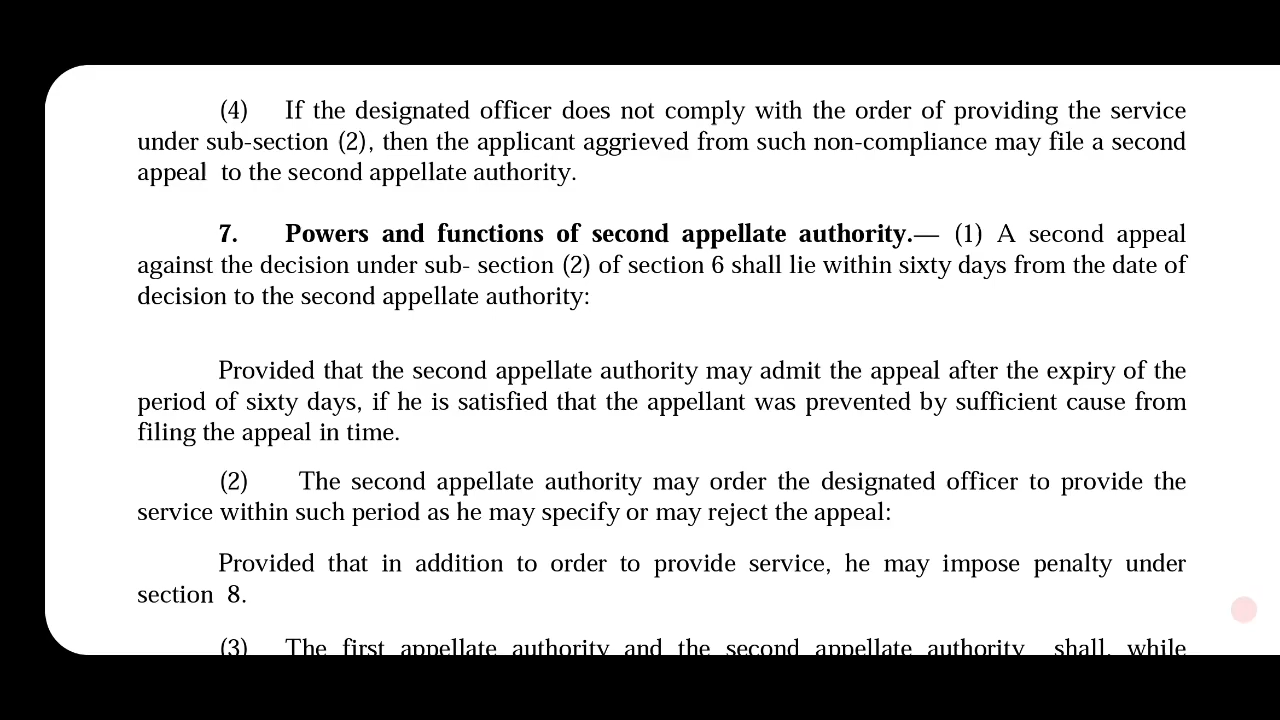 (4) If the designated officer does not comply with the order of providing the service
under sub-section (2), then the applicant aggrieved from such non-compliance may file a second
appeal to the second appellate authority.
7. Powers and functions of second appellate authority.— (1) A second appeal
against the decision under sub- section (2) of section 6 shall lie within sixty days from the date of
decision to the second appellate authority:
Provided that the second appellate authority may admit the appeal after the expiry of the
period of sixty days, if he is satisfied that the appellant was prevented by sufficient cause from
filing the appeal in time.
(2) The second appellate authority may order the designated officer to provide the
service within such period as he may specify or may reject the appeal:
Provided that in addition to order to provide service, he may impose penalty under
section 8.
(3) The first appellate authority and the second appellate authority shall, while